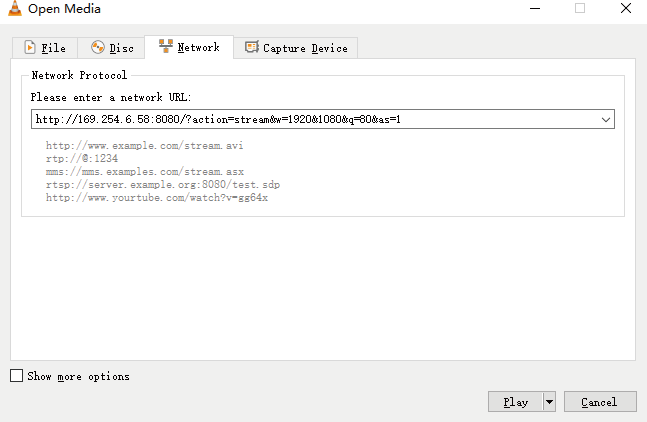 Open Media
File Disc Network Capture Device
Network Protocol
Please enter a network URL:
http://169.254.6.58:8080/?action=stream&w=1920&1080&q=80&as=1
http://www.example.com/stream.avi
rtp://@:1234
mms://mms.examples.com/stream.asx
rtsp://server.example.org:8080/test.sdp
http://www.yourtube.com/watch?v=gg64x
Show more options
Play Cancel